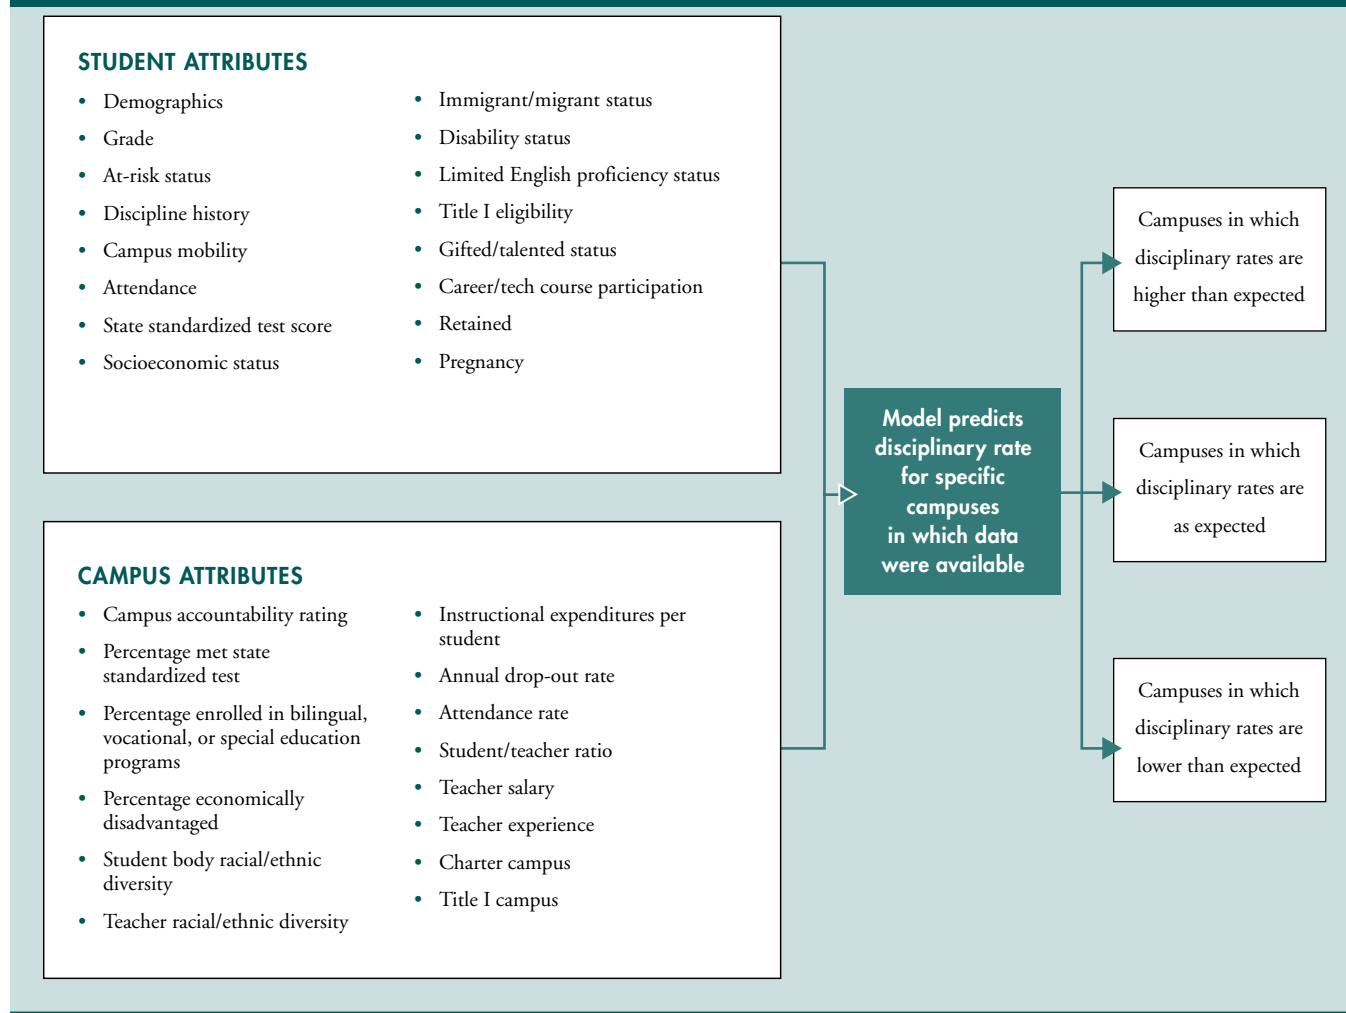 STUDENT ATTRIBUTES
• Demographics
• Grade
• At-risk status
• Discipline history
• Campus mobility
• Attendance
• State standardized test score
• Socioeconomic status
• Immigrant/migrant status
• Disability status
• Limited English proficiency status
• Title I eligibility
• Gifted/talented status
• Career/tech course participation
• Retained
• Pregnancy
CAMPUS ATTRIBUTES
• Campus accountability rating
• Percentage met state
standardized test
• Percentage enrolled in bilingual,
vocational, or special education
programs
• Percentage economically
disadvantaged
• Student body racial/ethnic
diversity
• Teacher racial/ethnic diversity
• Instructional expenditures per
student
• Annual drop-out rate
• Attendance rate
• Student/teacher ratio
• Teacher salary
• Teacher experience
• Charter campus
• Title I campus
Model predicts
disciplinary rate
for specific
campuses
in which data
were available
Campuses in which
disciplinary rates are
higher than expected
Campuses in which
disciplinary rates are
as expected
Campuses in which
disciplinary rates are
lower than expected